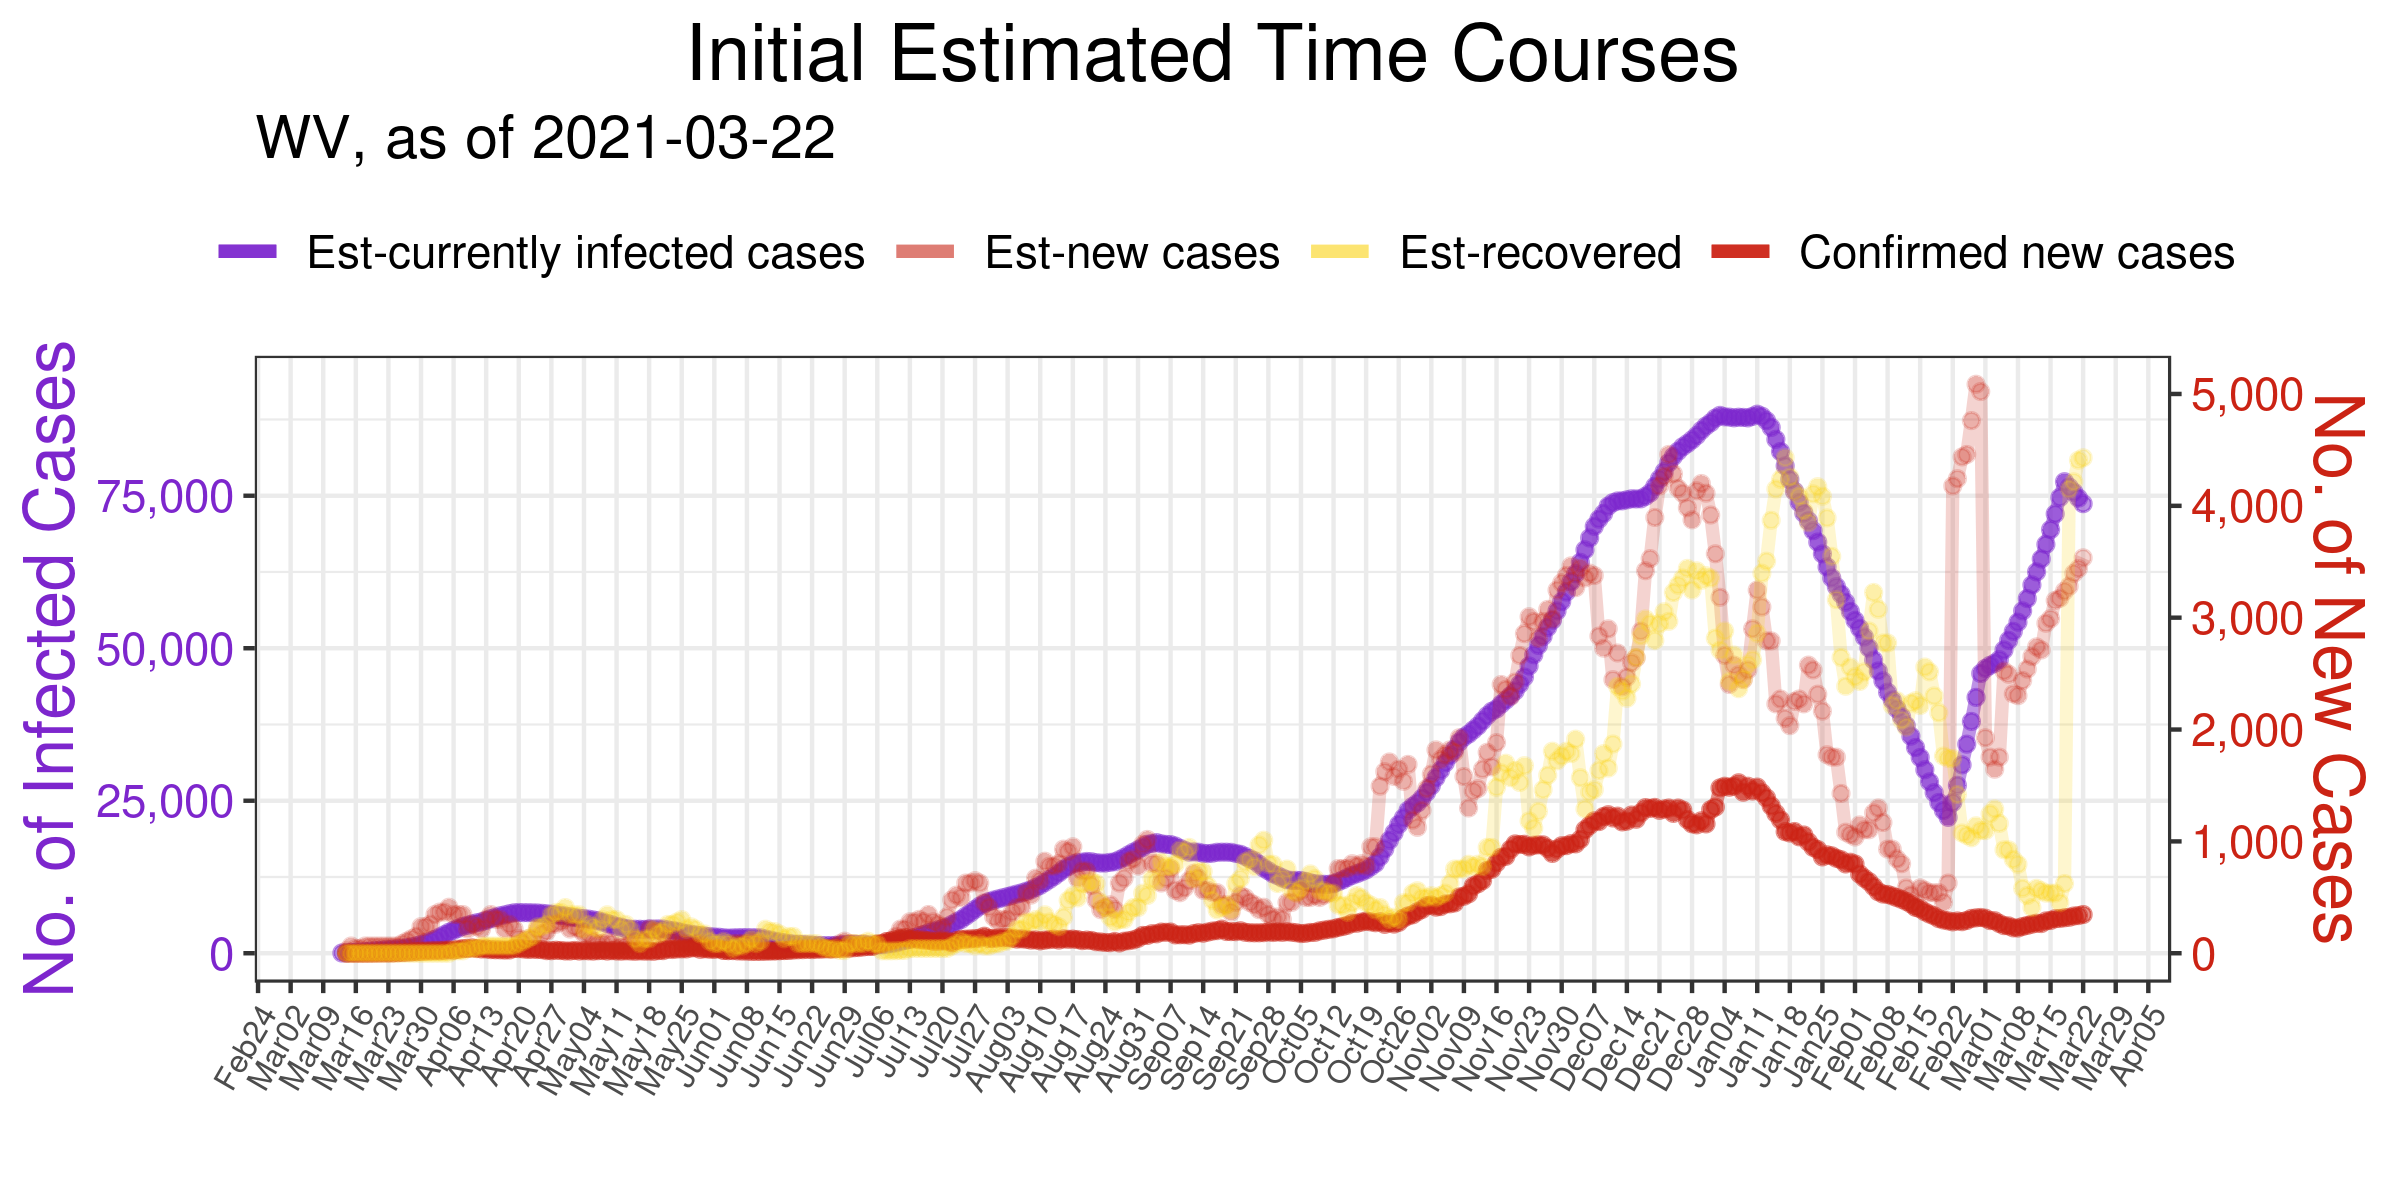 Initial Estimated Time Courses
WV, as of 2021-03-22
Est-currently infected cases Est-new cases Est-recovered Confirmed new cases
No. of Infected Cases
75,000
50,000
25,000
0
5,000
4,000
3,000
2,000
1,000
0
No. of New Cases
Feb24 Mar02 Mar09 Mar16 Mar23 Mar30 Apr06 Apr13 Apr20 Apr27 May04 May11 May18 May25 Jun01 Jun08 Jun15 Jun22 Jun29 Jul06 Jul13 Jul20 Jul27 Aug03 Aug10 Aug17 Aug24 Aug31 Sep07 Sep14 Sep21 Sep28 Oct05 Oct12 Oct19 Oct26 Nov02 Nov09 Nov16 Nov23 Nov30 Dec07 Dec14 Dec21 Dec28 Jan04 Jan11 Jan18 Jan25 Feb01 Feb08 Feb15 Feb22 Mar01 Mar08 Mar15 Mar22 Mar29 Apr05